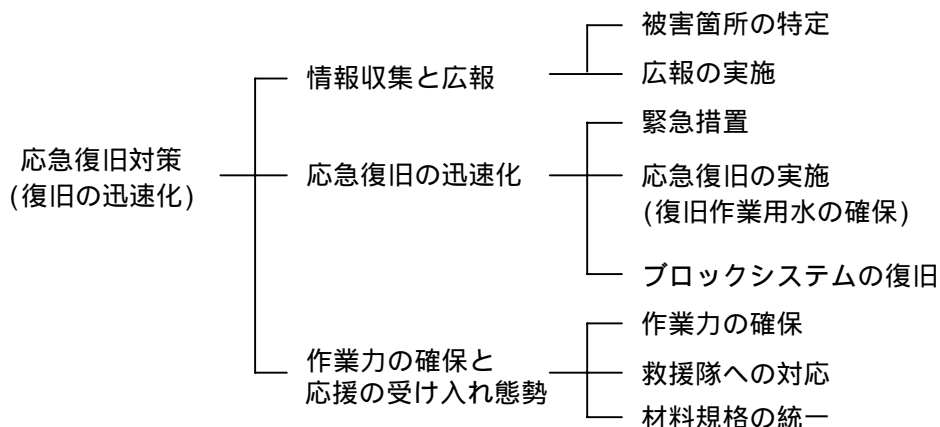 応急復旧対策
(復旧の迅速化)
情報収集と広報
被害箇所の特定
広報の実施
応急復旧の迅速化
緊急措置
応急復旧の実施
(復旧作業用水の確保)
ブロックシステムの復旧
作業力の確保と
応援の受け入れ態勢
作業力の確保
救援隊への対応
材料規格の統一